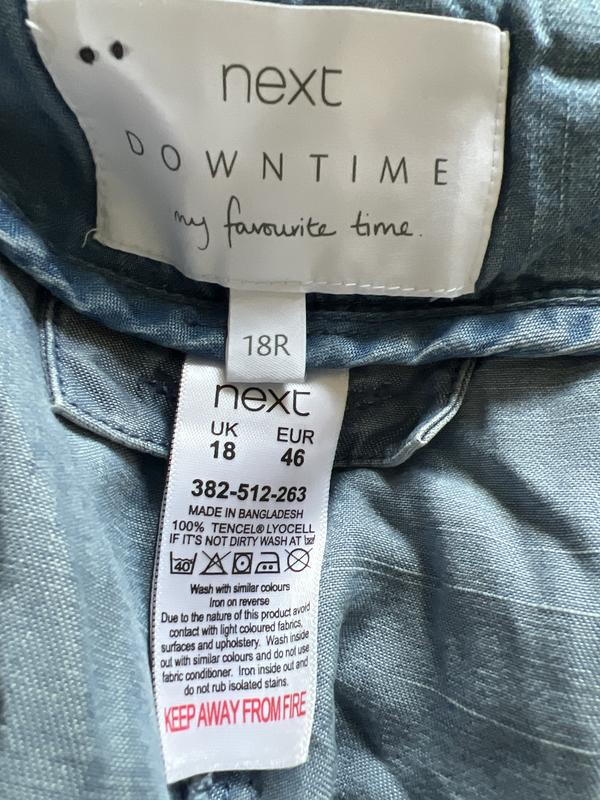 next
DOWNTIME
my favourite time.
18R
next
UK EUR
18 46
382-512-263
MADE IN BANGLADESH
100% TENCEL® LYOCELL
IF IT'S NOT DIRTY WASH AT
40
Wash with similar colours
Iron on reverse
Due to the nature of this product avoid
contact with light coloured fabrics,
surfaces and upholstery. Wash inside
out with similar colours and do not use
fabric conditioner. Iron inside out and
do not rub isolated stains.
KEEP AWAY FROM FIRE